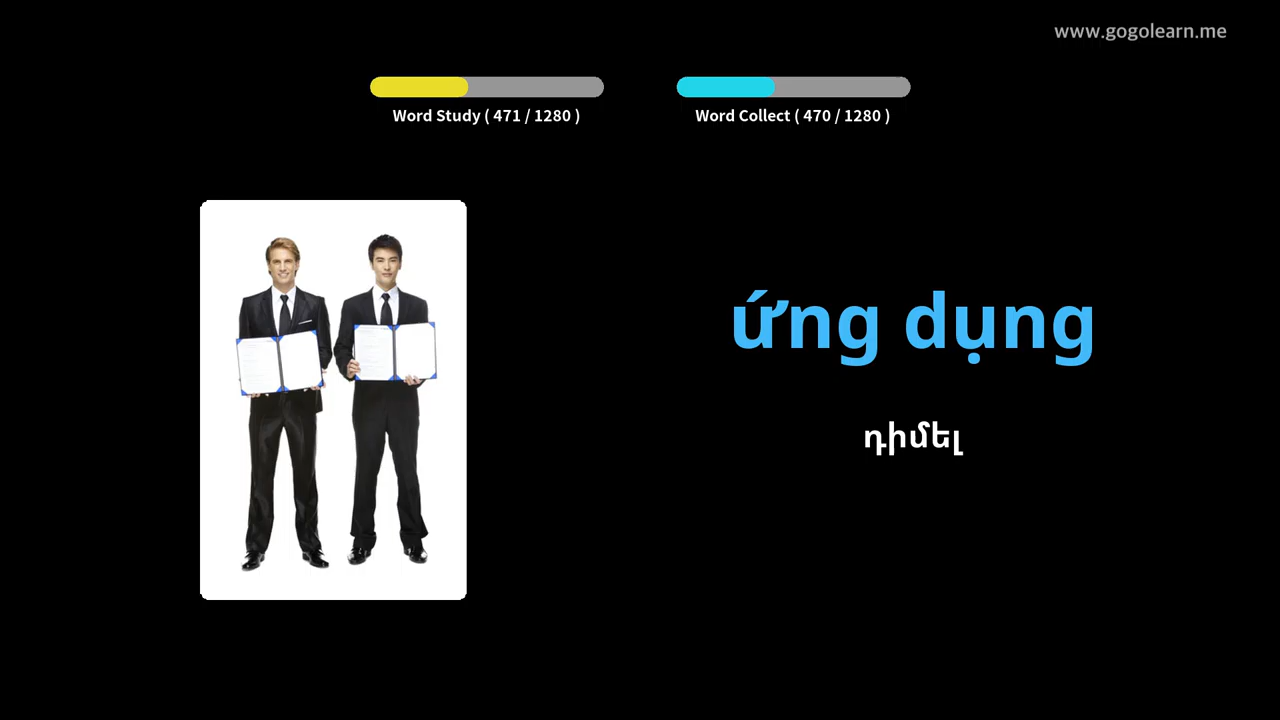 www.gogolearn.me
Word Study ( 471 / 1280 )
Word Collect ( 470 / 1280 )
ứng dụng
դիմել